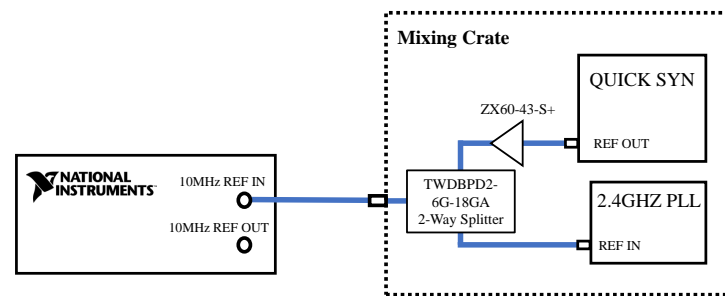 Mixing Crate
QUICK SYN
ZX60-43-S+
REF OUT
NATIONAL
INSTRUMENTS™
10MHz REF IN
10MHz REF OUT
TWDBPD2-
6G-18GA
2-Way Splitter
2.4GHZ PLL
REF IN